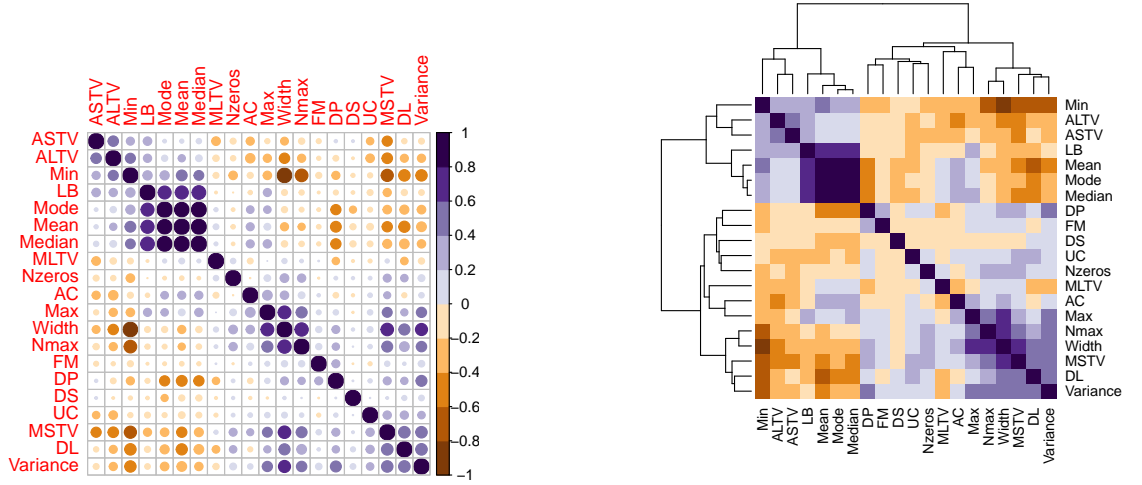 ASTV ALTV Min LB Mode Mean Median MLTV Nzeros AC Max Width Nmax FM DP DS UC MSTV DL Variance
ASTV
ALTV
Min
LB
Mode
Mean
Median
MLTV
Nzeros
AC
Max
Width
Nmax
FM
DP
DS
UC
MSTV
DL
Variance
1
0.8
0.6
0.4
0.2
0
−0.2
−0.4
−0.6
−0.8
−1
Min
ALTV
ASTV
LB
Mean
Mode
Median
DP
FM
DS
UC
Nzeros
MLTV
AC
Max
Nmax
Width
MSTV
DL
Variance
Min ALTV ASTV LB Mean Mode Median DP FM DS UC Nzeros MLTV AC Max Nmax Width MSTV DL Variance